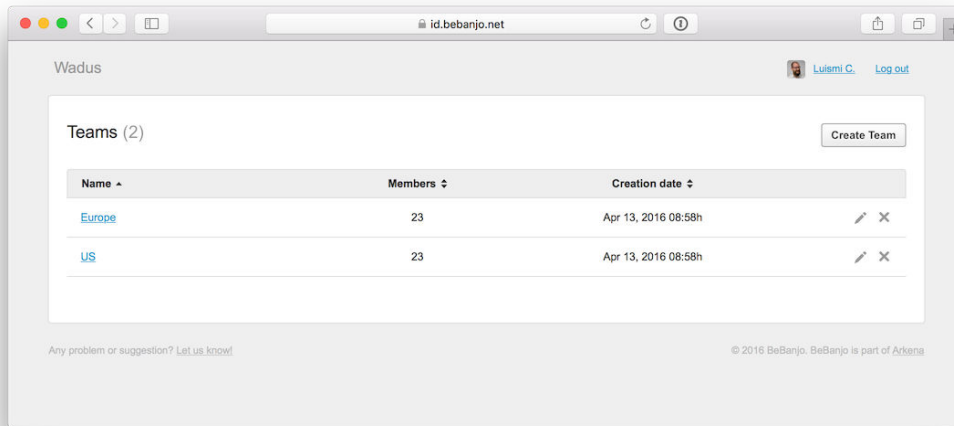 id.bebanjo.net
Wadus
Luismi C. Log out
Teams (2)
Create Team
Name Members Creation date
Europe 23 Apr 13, 2016 08:58h
US 23 Apr 13, 2016 08:58h
Any problem or suggestion? Let us know!
© 2016 BeBanjo. BeBanjo is part of Arkena